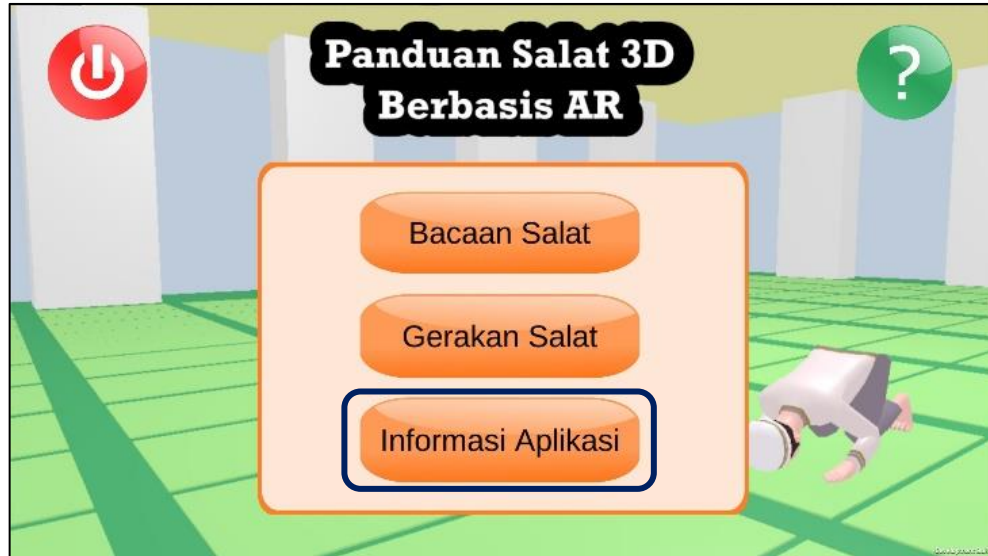 Panduan Salat 3D
Berbasis AR
?
Bacaan Salat
Gerakan Salat
Informasi Aplikasi